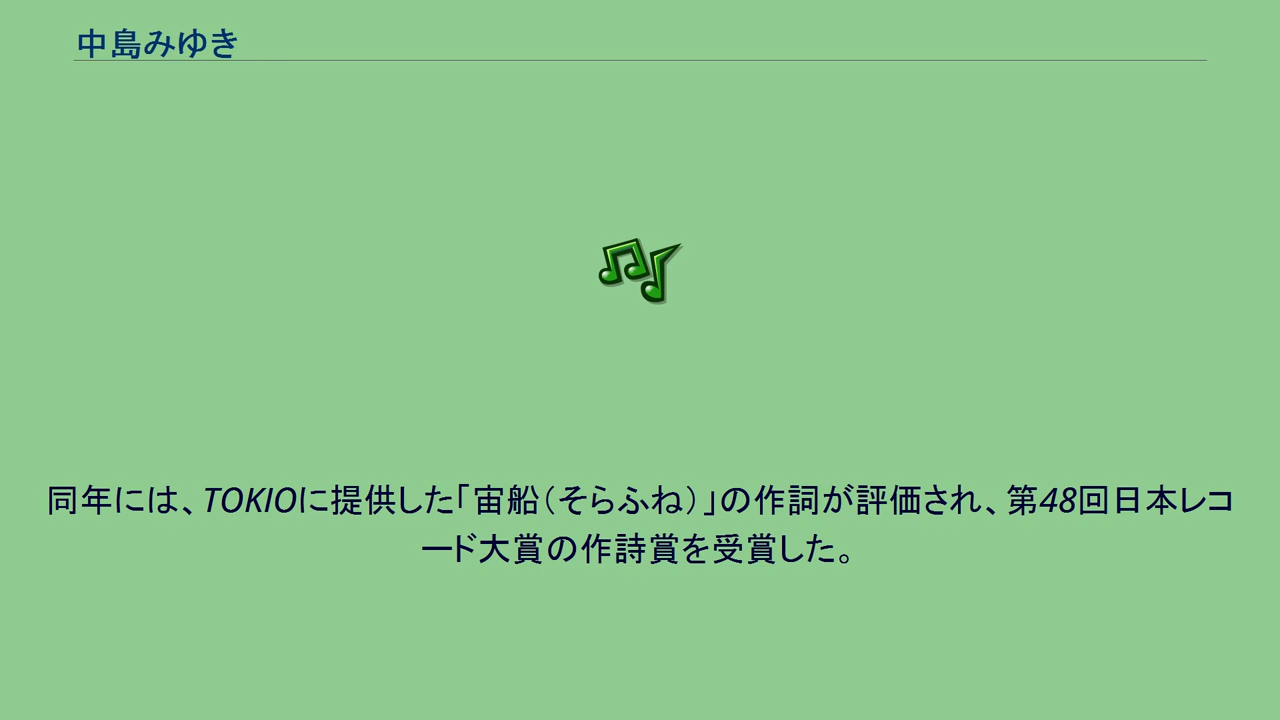 中島みゆき
同年には、TOKIOに提供した「宙船（そらふね）」の作詞が評価され、第48回日本レコ
ード大賞の作詩賞を受賞した。